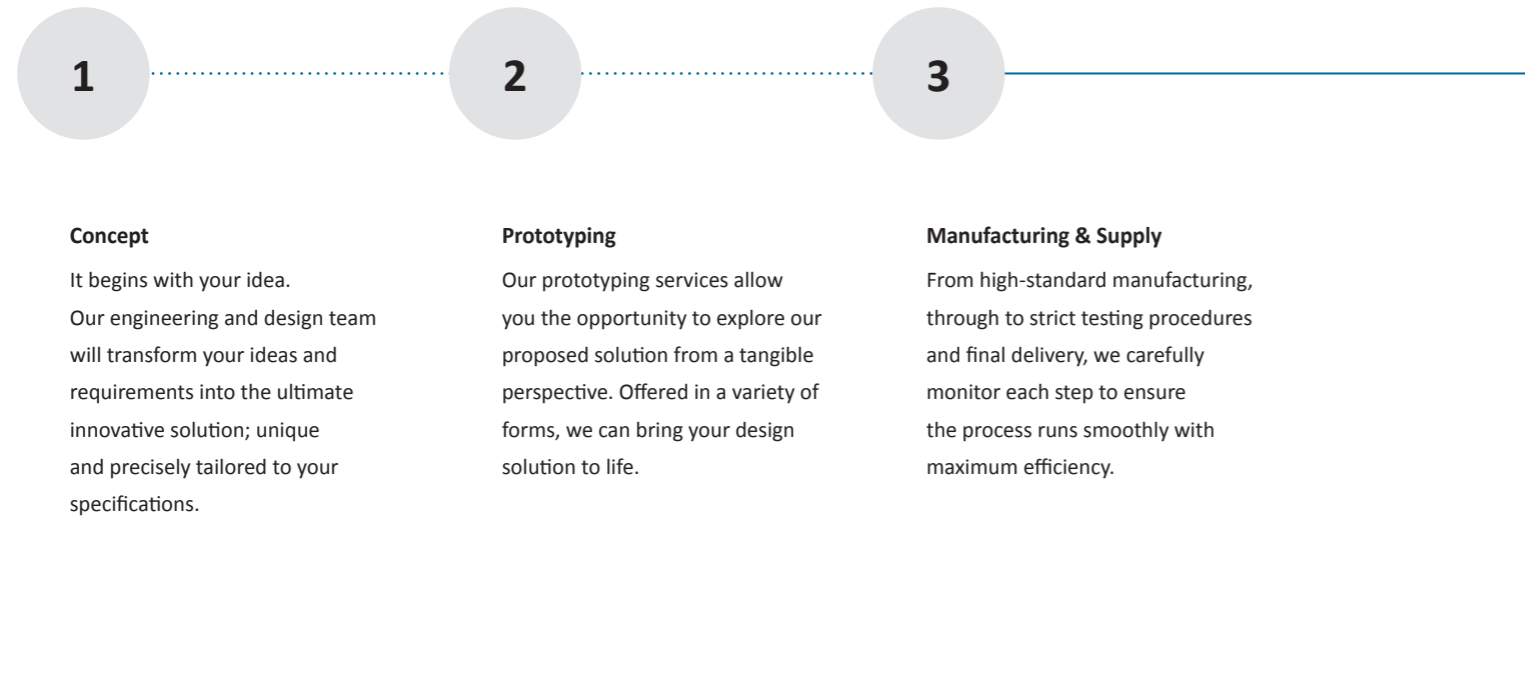 1
2
3
Concept
It begins with your idea.
Our engineering and design team
will transform your ideas and
requirements into the ultimate
innovative solution; unique
and precisely tailored to your
specifications.
Prototyping
Our prototyping services allow
you the opportunity to explore our
proposed solution from a tangible
perspective. Offered in a variety of
forms, we can bring your design
solution to life.
Manufacturing & Supply
From high-standard manufacturing,
through to strict testing procedures
and final delivery, we carefully
monitor each step to ensure
the process runs smoothly with
maximum efficiency.